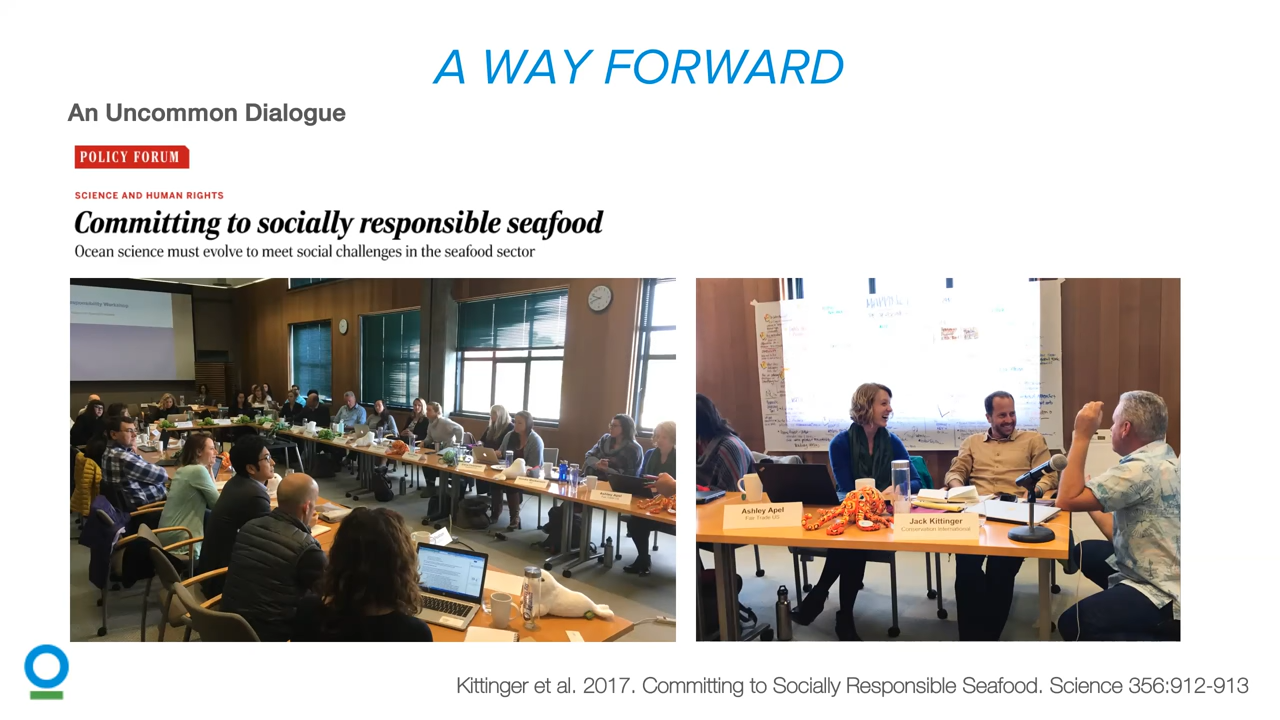 A WAY FORWARD
An Uncommon Dialogue
POLICY FORUM
SCIENCE AND HUMAN RIGHTS
Committing to socially responsible seafood
Ocean science must evolve to meet social challenges in the seafood sector
Responsibility Workshop
Ashley Apel
Fair Trade US
Jack Kittinger
Conservation International
Kittinger et al. 2017. Committing to Socially Responsible Seafood. Science 356:912-913